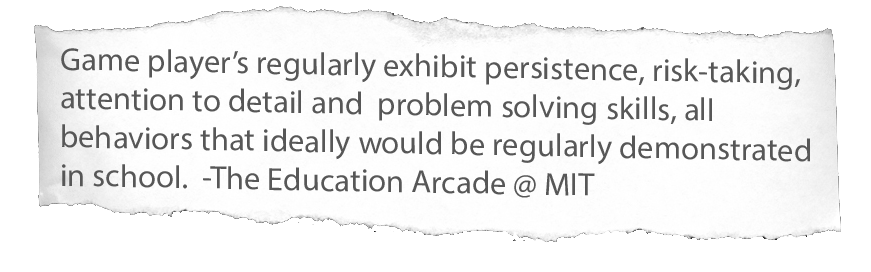 Game player's regularly exhibit persistence, risk-taking,
attention to detail and  problem solving skills, all
behaviors that ideally would be regularly demonstrated
in school.  -The Education Arcade @ MIT